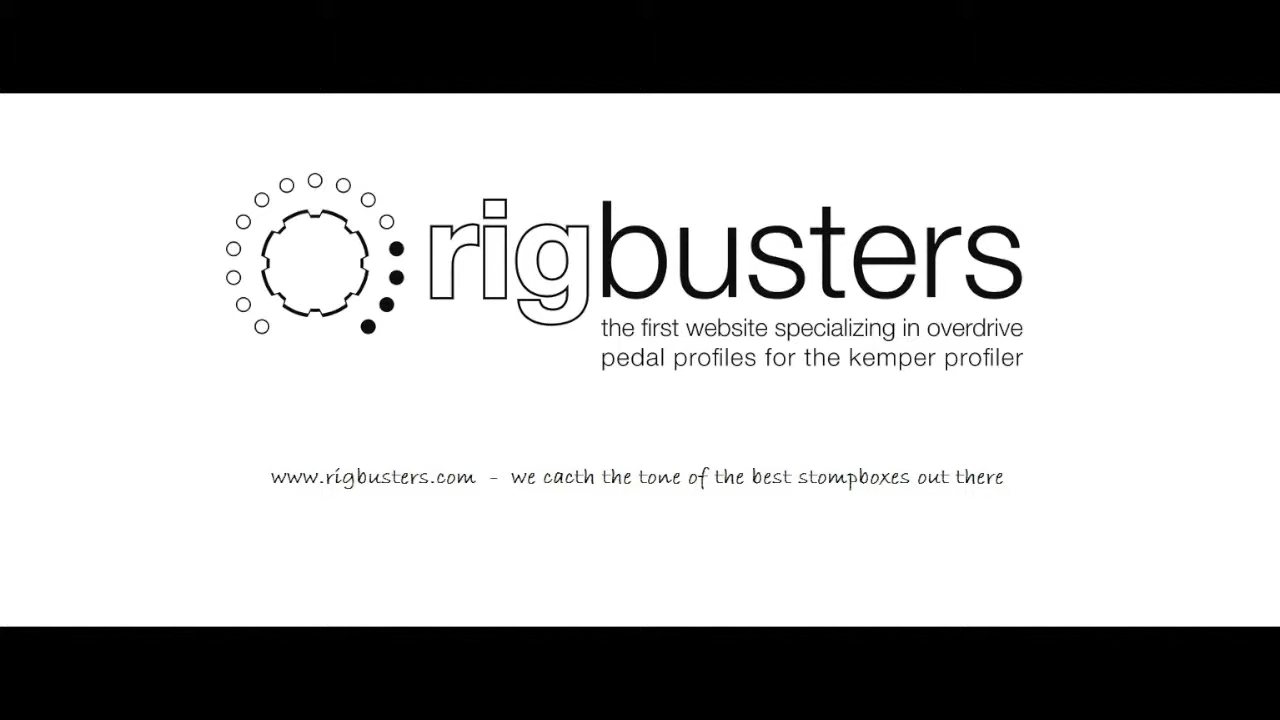 rigbusters
the first website specializing in overdrive
pedal profiles for the kemper profiler
www.rigbusters.com - we cacth the tone of the best stompboxes out there